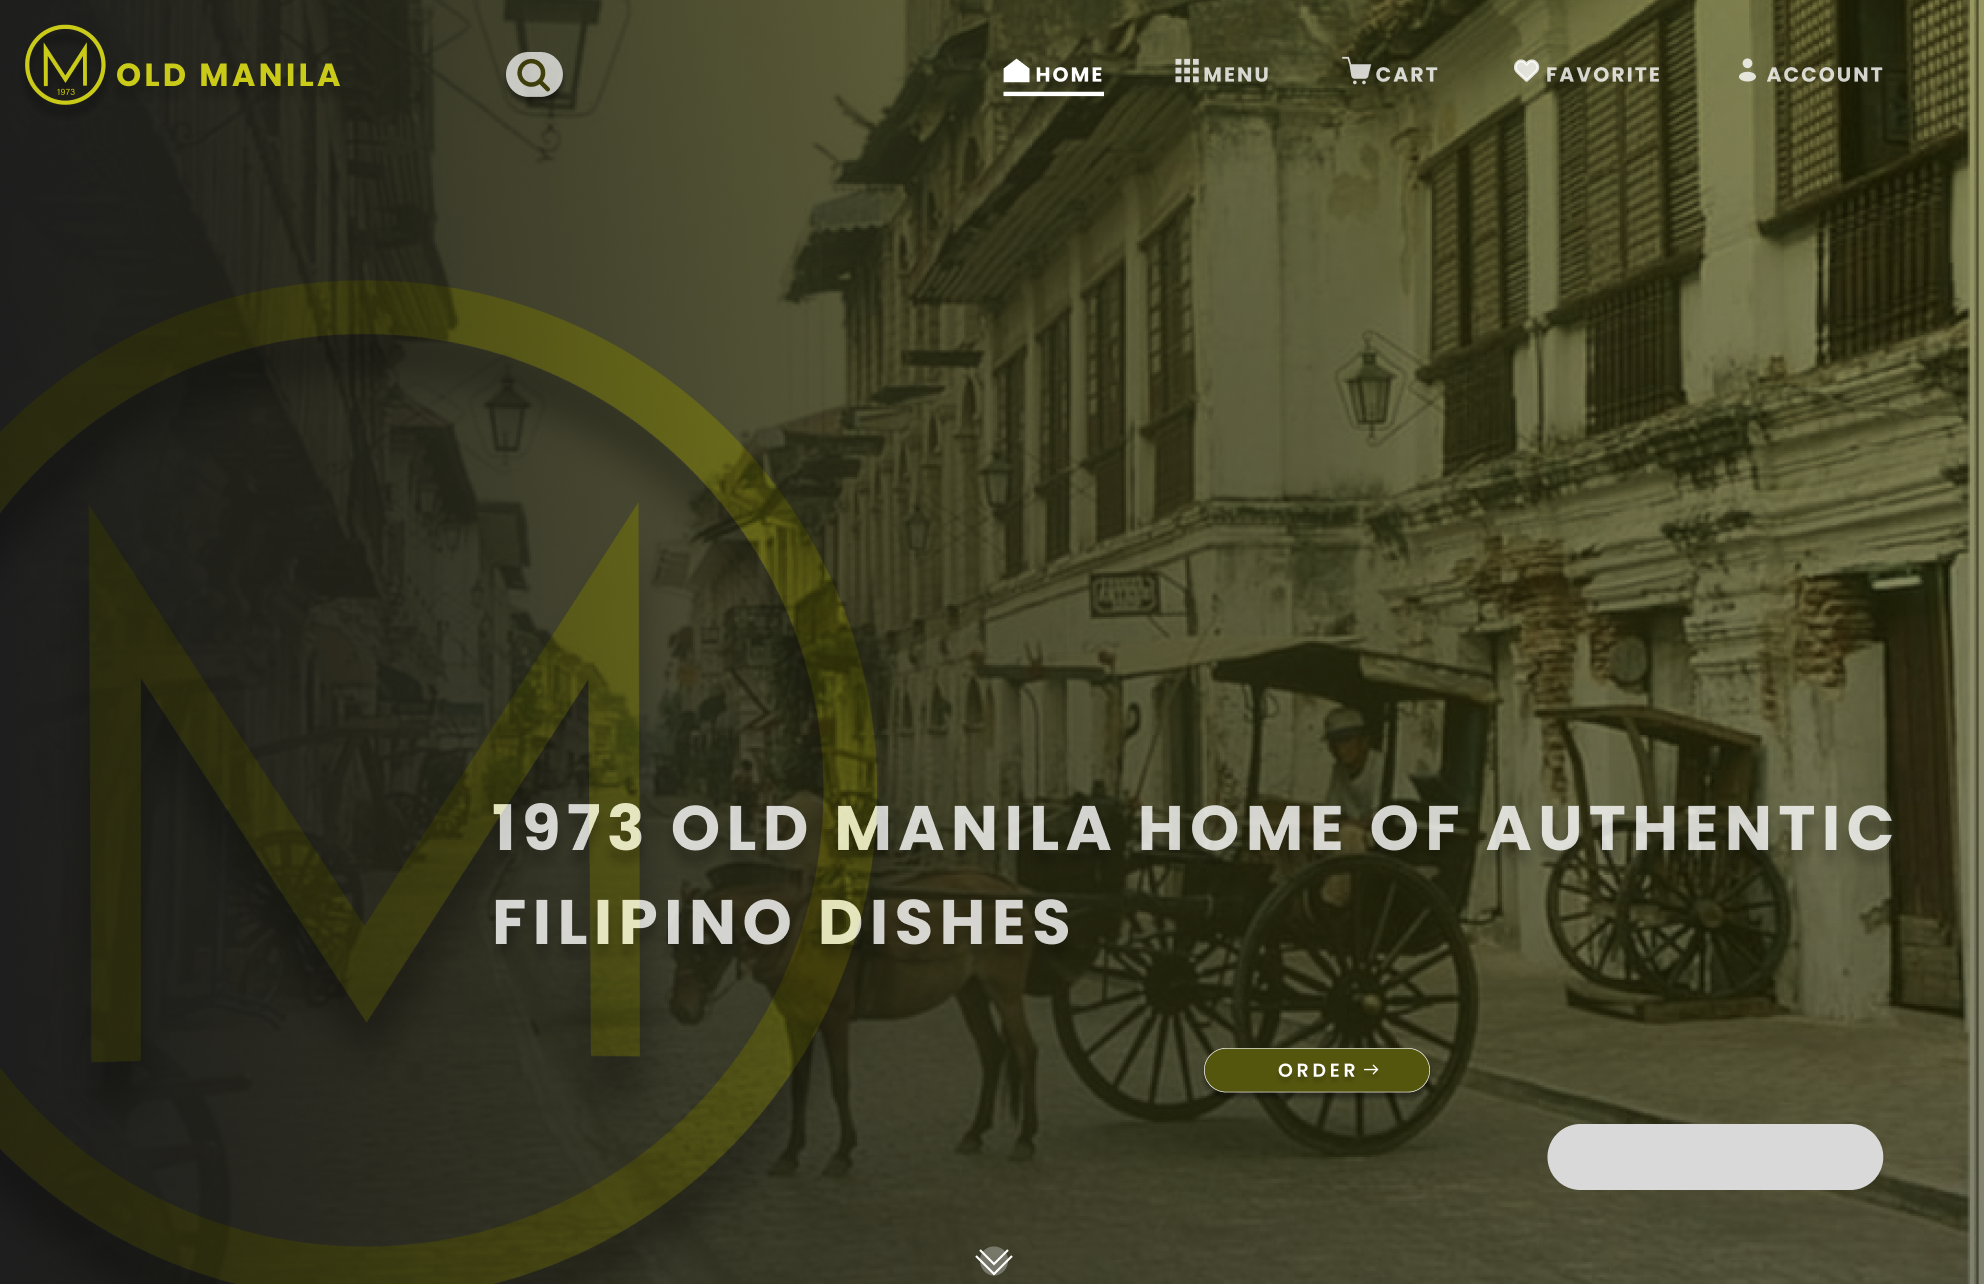 M
1973
OLD MANILA
HOME
MENU
CART
FAVORITE
ACCOUNT
M
1973 OLD MANILA HOME OF AUTHENTIC
FILIPINO DISHES
ORDER →